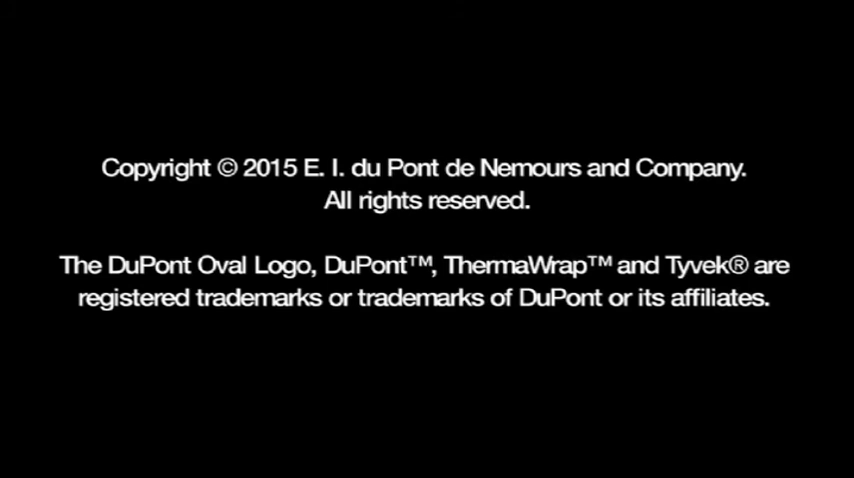 Copyright © 2015 E. I. du Pont de Nemours and Company.
All rights reserved.
The DuPont Oval Logo, DuPont™, ThermaWrap™ and Tyvek® are
registered trademarks or trademarks of DuPont or its affiliates.